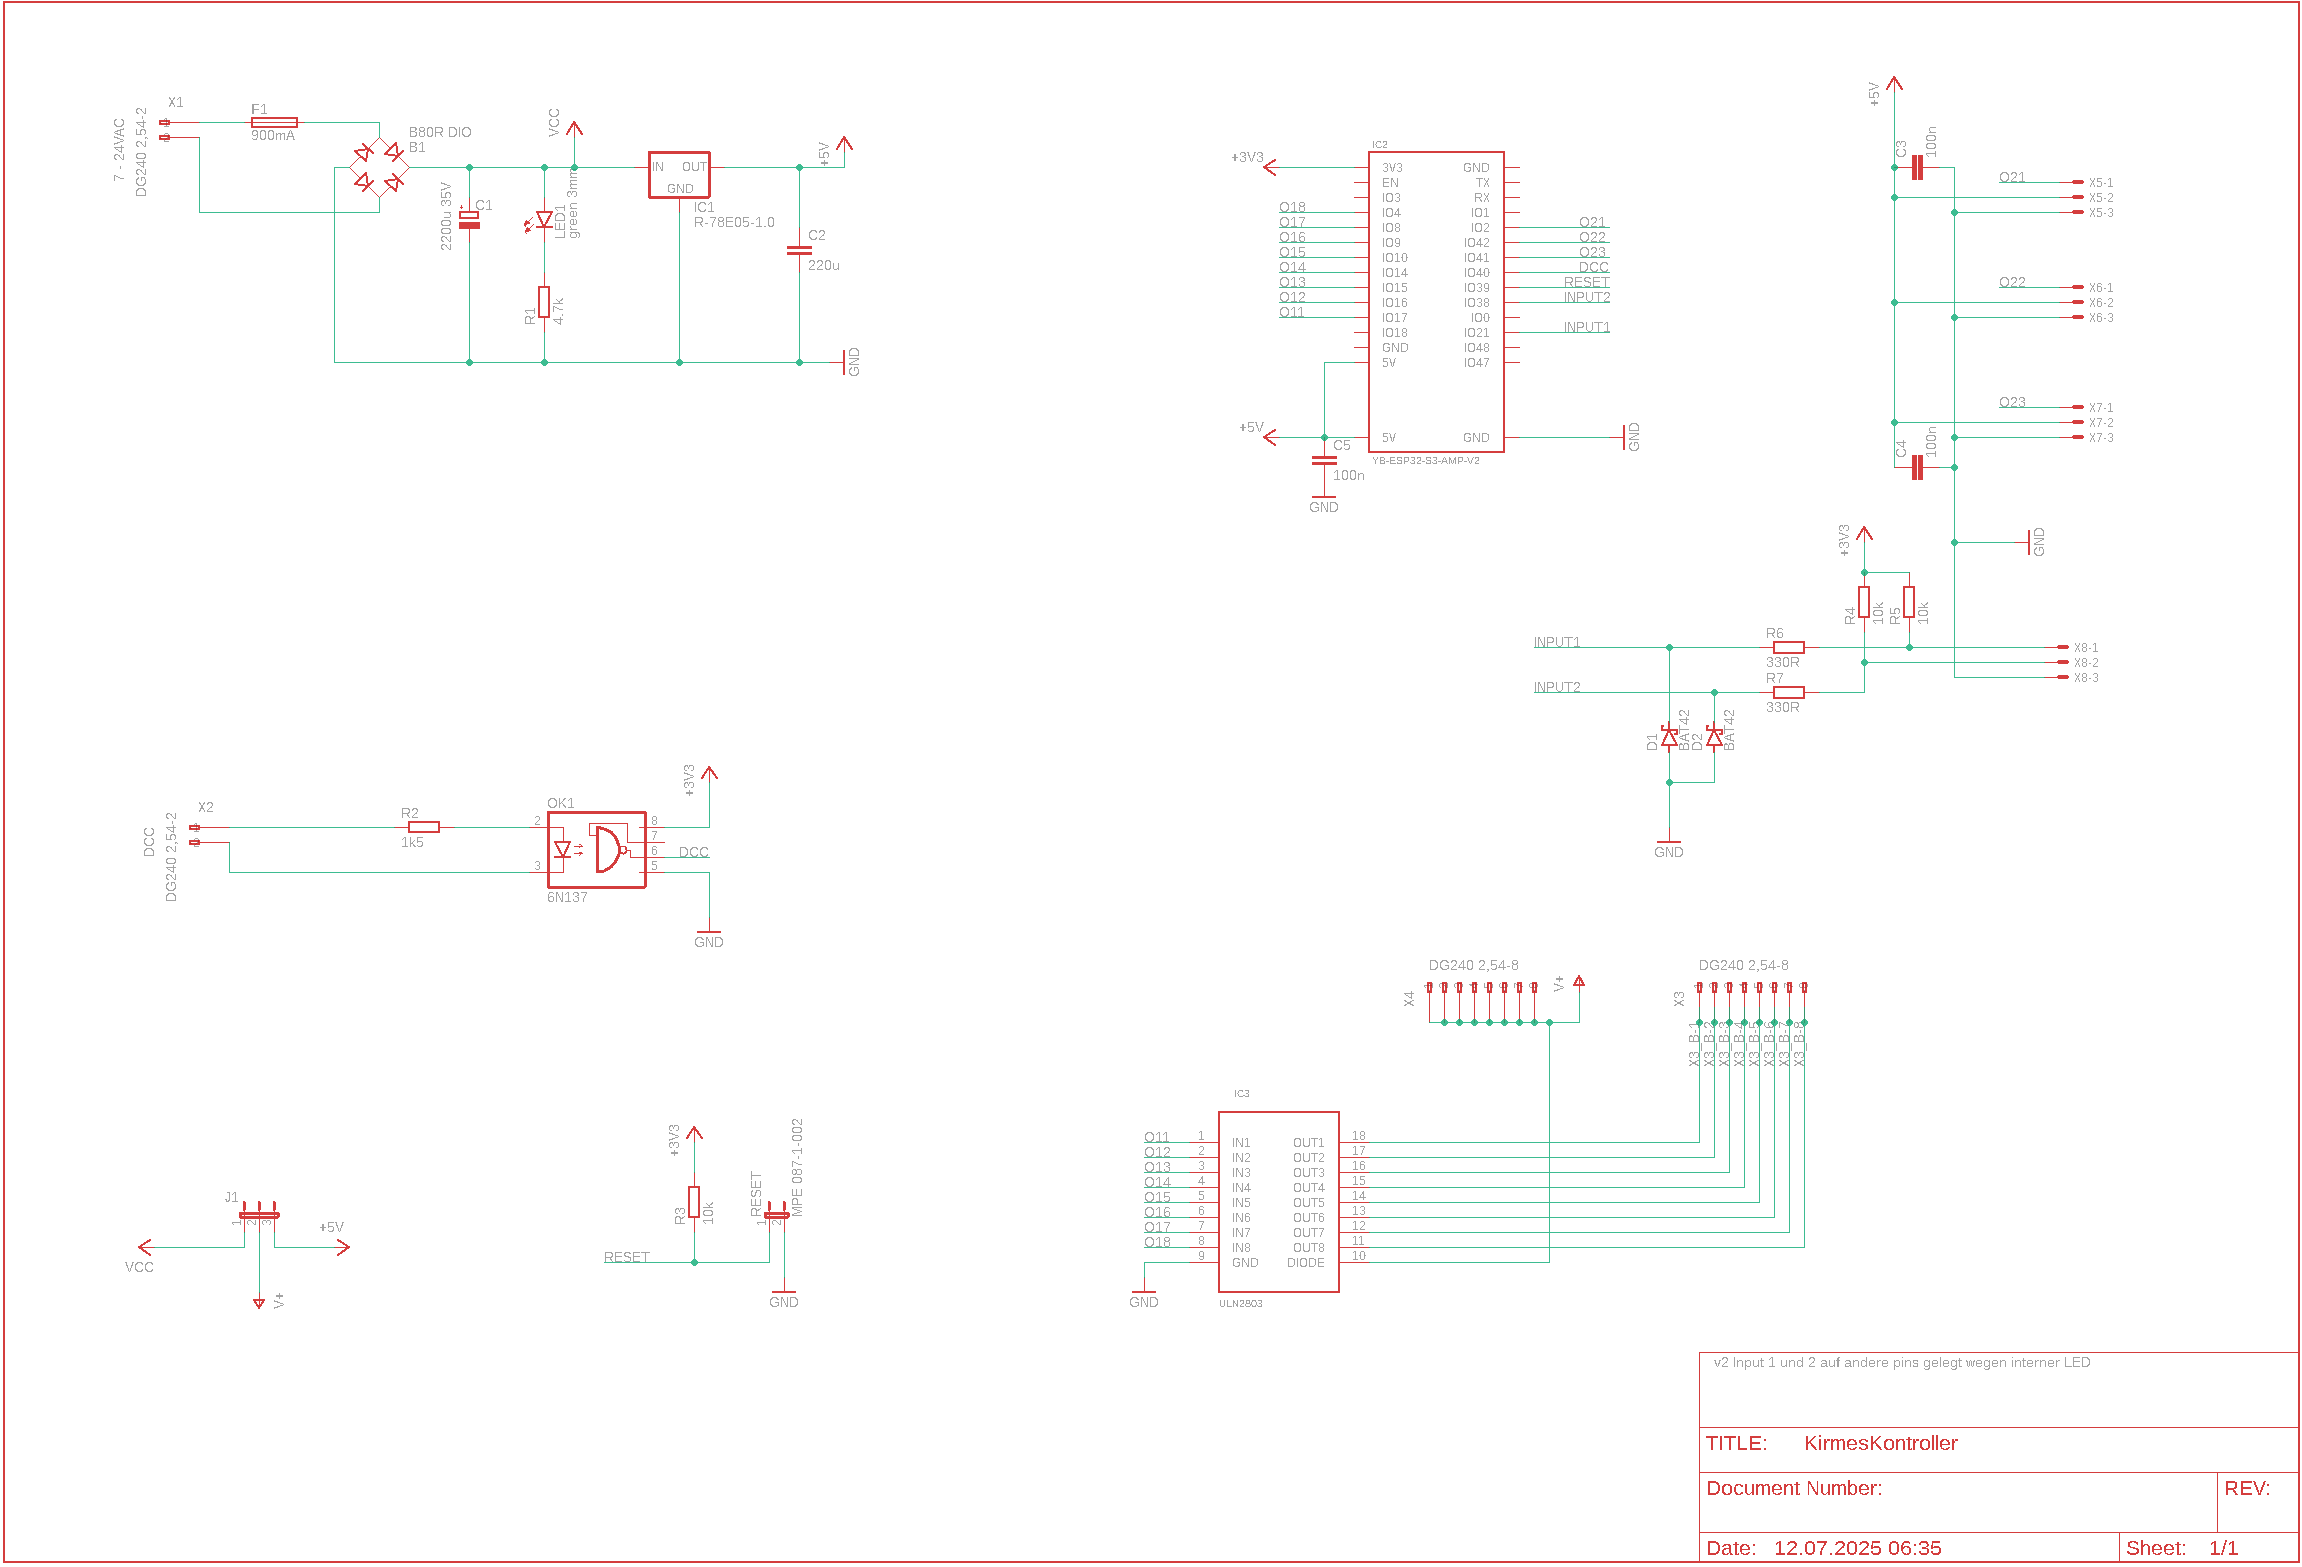 X1
7 - 24VAC
DG240 2,54-2
F1
900mA
B80R DIO
B1
2200u 35V
C1
VCC
LED1
green 3mm
R1
4.7k
IN
OUT
GND
IC1
R-78E05-1.0
+5V
C2
220u
GND
IC2
+3V3
3V3
EN
IO3
IO4
IO8
IO9
IO10
IO14
IO15
IO16
IO17
IO18
GND
5V
5V
O18
O17
O16
O15
O14
O13
O12
O11
GND
TX
RX
IO1
IO2
IO42
IO41
IO40
IO39
IO38
IO0
IO21
IO48
IO47
GND
O21
O22
O23
DCC
RESET
INPUT2
INPUT1
+5V
C5
100n
GND
YB-ESP32-S3-AMP-V2
GND
+5V
C3
100n
O21
X5-1
X5-2
X5-3
O22
X6-1
X6-2
X6-3
O23
X7-1
X7-2
X7-3
C4
100n
GND
+3V3
R4
10k
R5
10k
INPUT1
R6
330R
INPUT2
R7
330R
X8-1
X8-2
X8-3
D1
BAT42
D2
BAT42
GND
X2
DCC
DG240 2,54-2
R2
1k5
OK1
2
3
8
7
6
5
6N137
+3V3
DCC
GND
DG240 2,54-8
X4
V+
DG240 2,54-8
X3
X3_B-1
X3_B-2
X3_B-3
X3_B-4
X3_B-5
X3_B-6
X3_B-7
X3_B-8
IC3
O11 1 IN1 OUT1 18
O12 2 IN2 OUT2 17
O13 3 IN3 OUT3 16
O14 4 IN4 OUT4 15
O15 5 IN5 OUT5 14
O16 6 IN6 OUT6 13
O17 7 IN7 OUT7 12
O18 8 IN8 OUT8 11
9 GND DIODE 10
GND
ULN2803
J1
1
2
3
+5V
VCC
V+
+3V3
R3
10k
RESET
RESET
MPE 087-1-002
1
2
GND
v2 Input 1 und 2 auf andere pins gelegt wegen interner LED
TITLE: KirmesKontroller
Document Number:
REV:
Date: 12.07.2025 06:35
Sheet: 1/1